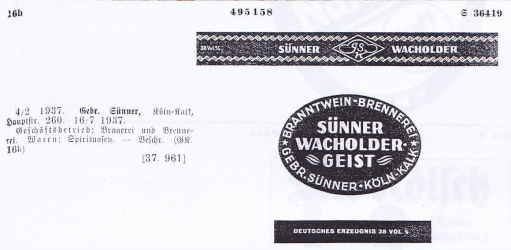 16b 495158 S 36419
38 Vol.% SÜNNER GSK WACHOLDER
4/2 1937. Gebr. Sünner, Köln-Kalk,
Hauptstr. 260. 16/7 1937.
Geschäftsbetrieb: Brauerei und Brenne-
rei. Waren: Spirituosen. — Beschr. (Gl.
16b)
[37. 961]
BRANNTWEIN-BRENNEREI
SÜNNER
WACHOLDER-
GEIST
GEBR. SÜNNER·KÖLN-KALK
DEUTSCHES ERZEUGNIS 38 VOL.%